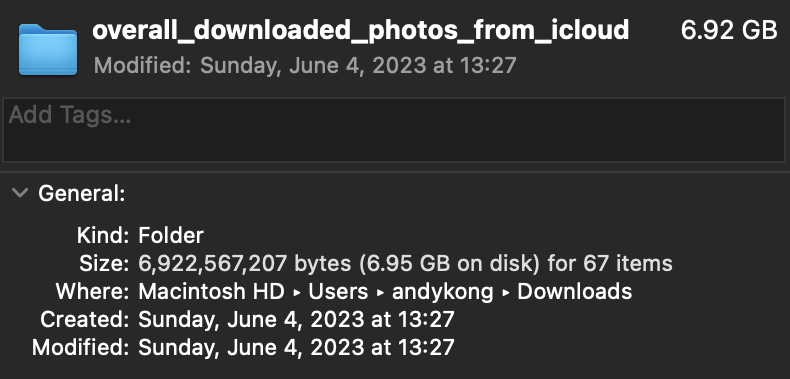 overall_downloaded_photos_from_icloud 6.92 GB
Modified: Sunday, June 4, 2023 at 13:27
Add Tags...
General:
Kind: Folder
Size: 6,922,567,207 bytes (6.95 GB on disk) for 67 items
Where: Macintosh HD ▸ Users ▸ andykong ▸ Downloads
Created: Sunday, June 4, 2023 at 13:27
Modified: Sunday, June 4, 2023 at 13:27